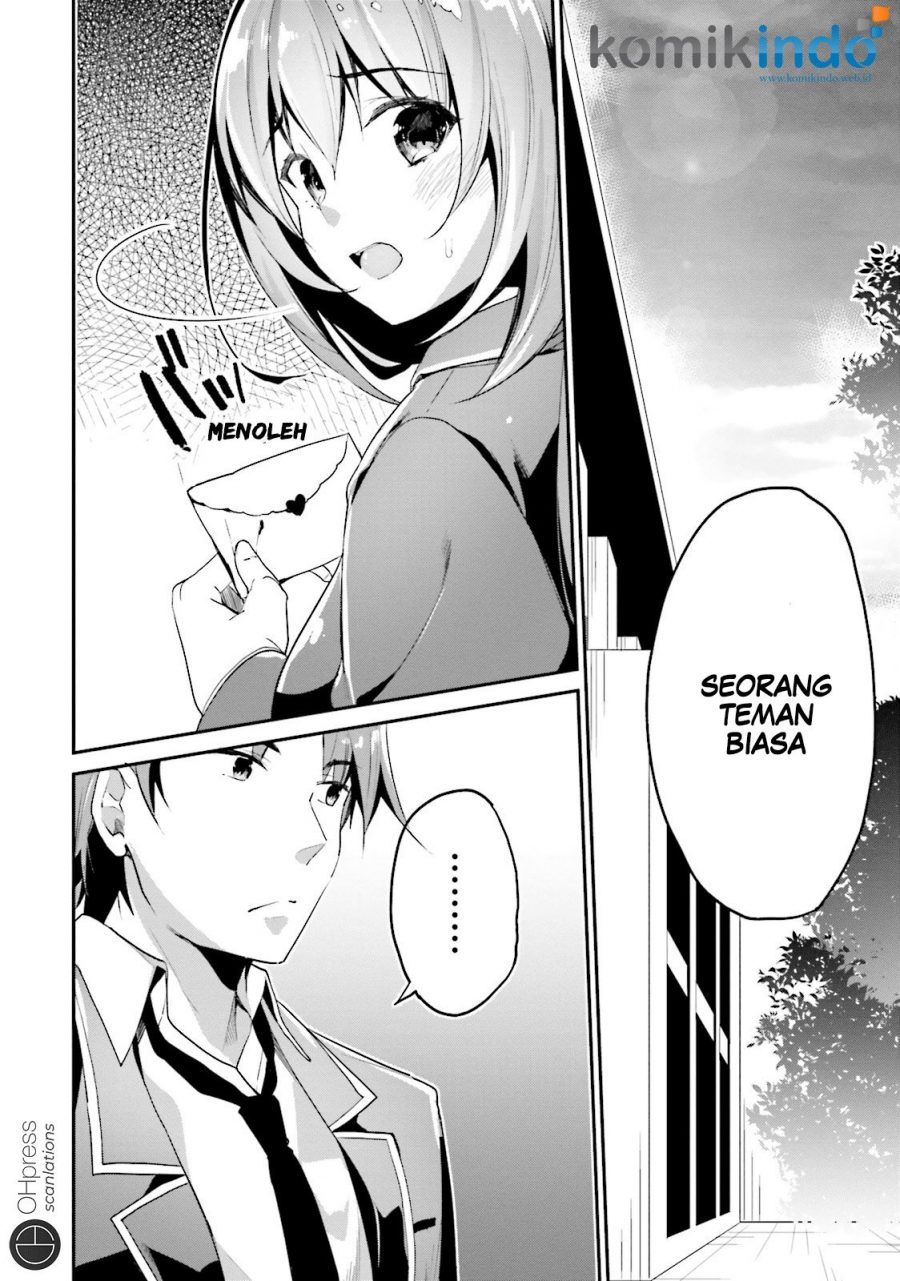 komikindo
www.komikindo.web.id
SEORANG
TEMAN
BIASA
バッ
MENOLEH
.........
OHpress
scanlations